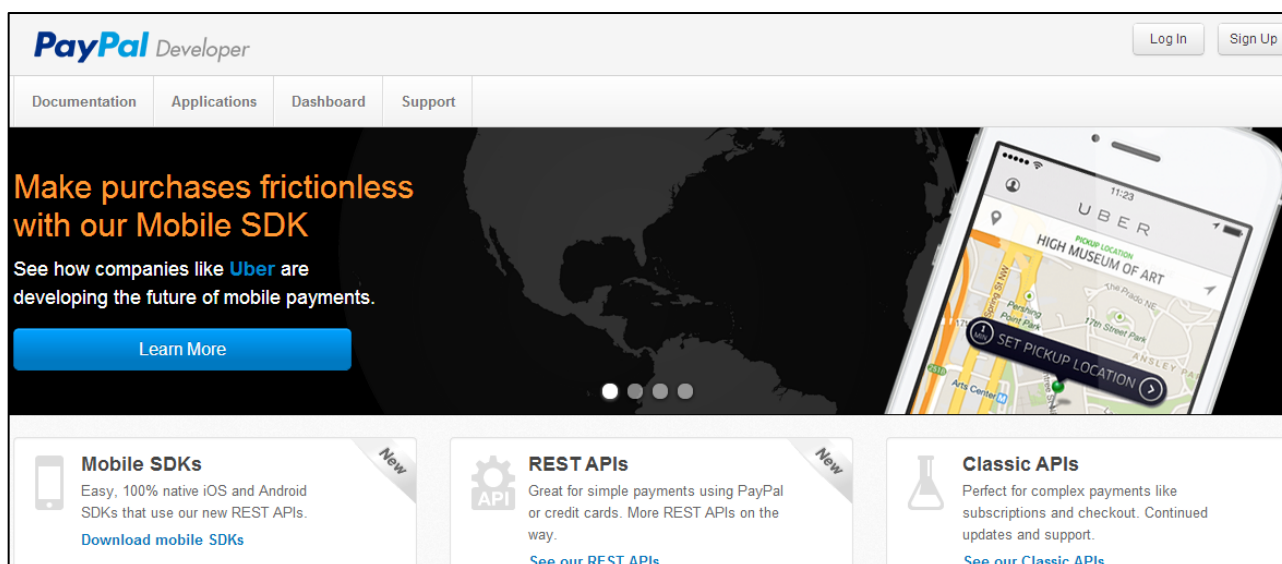 PayPal Developer
Log In
Sign Up
Documentation
Applications
Dashboard
Support
Make purchases frictionless
with our Mobile SDK
See how companies like Uber are
developing the future of mobile payments.
Learn More
11:23
UBER
PICKUP LOCATION
HIGH MUSEUM OF ART
The Prado NE
Spring St NW
Pershing
Point Park
17th Street Park
1
MIN
SET PICKUP LOCATION
ANSLEY PA
Arts Center
Mobile SDKs
New
Easy, 100% native iOS and Android
SDKs that use our new REST APIs.
Download mobile SDKs
API
REST APIs
New
Great for simple payments using PayPal
or credit cards. More REST APIs on the
way.
See our REST APIs
Classic APIs
Perfect for complex payments like
subscriptions and checkout. Continued
updates and support.
See our Classic APIs